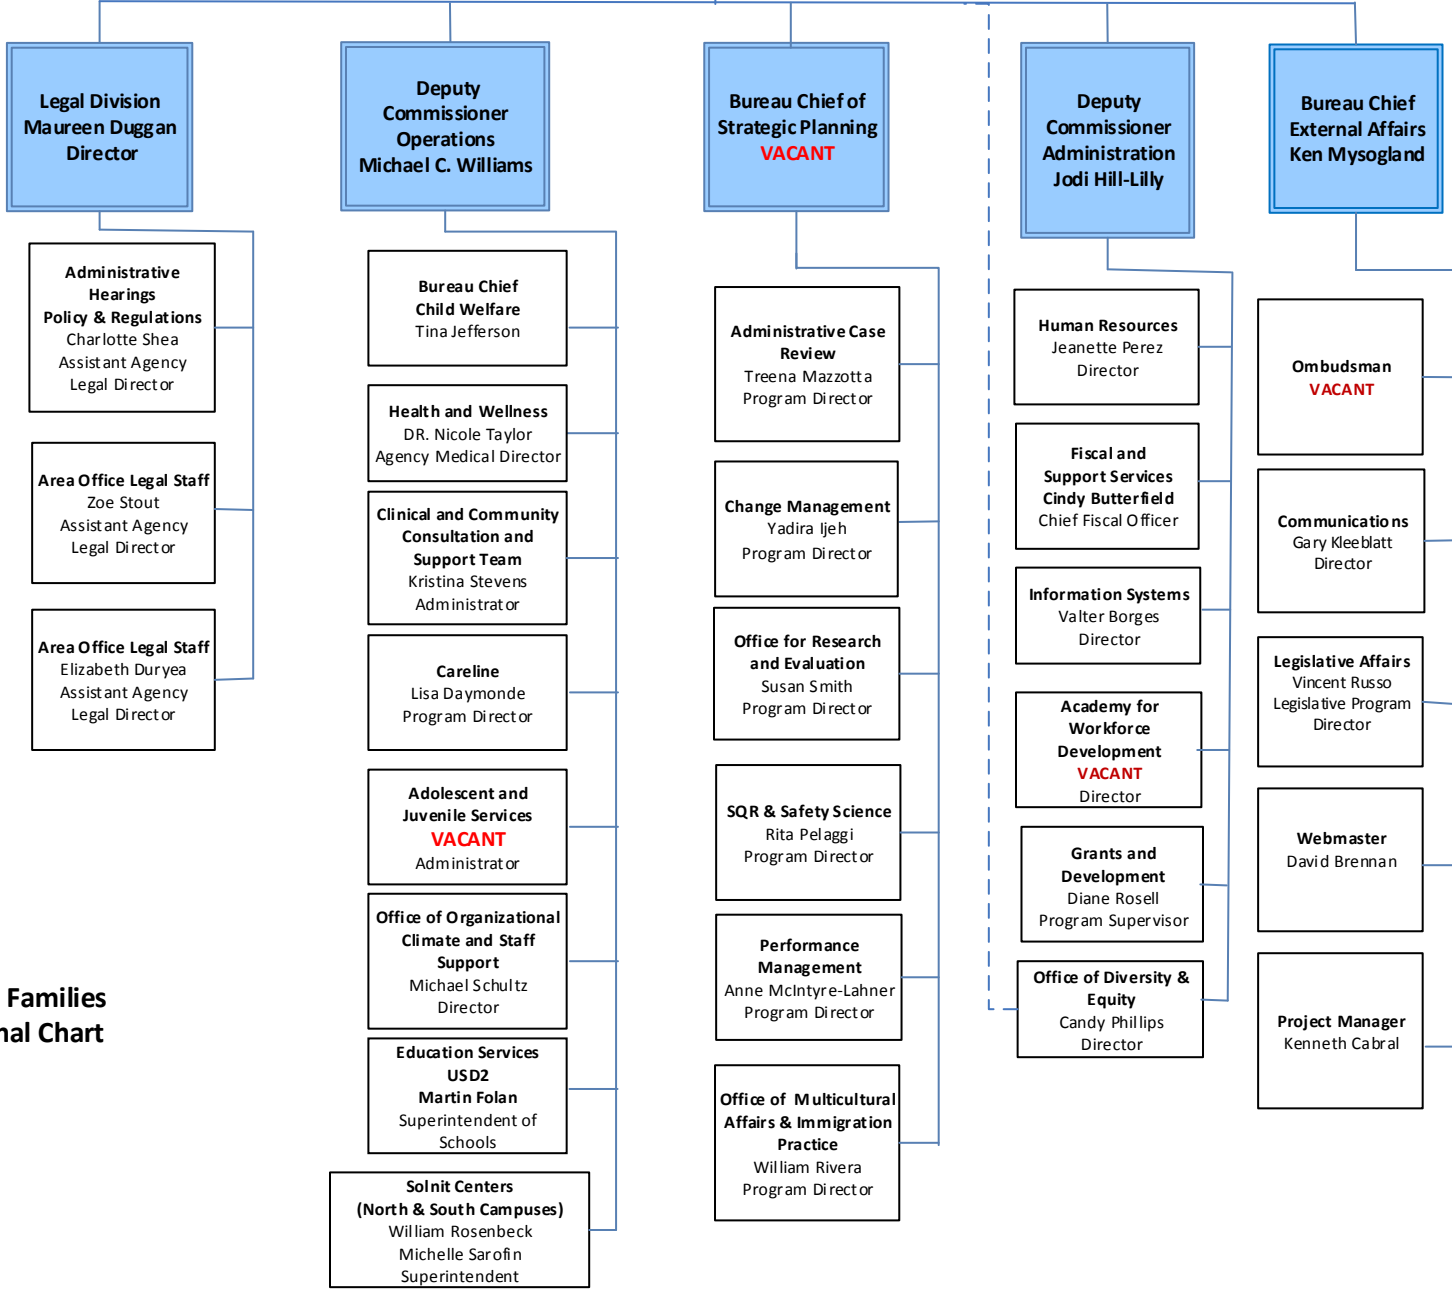 Legal Division
Maureen Duggan
Director
Administrative
Hearings
Policy & Regulations
Charlotte Shea
Assistant Agency
Legal Director
Area Office Legal Staff
Zoe Stout
Assistant Agency
Legal Director
Area Office Legal Staff
Elizabeth Duryea
Assistant Agency
Legal Director
Families
nal Chart
Deputy
Commissioner
Operations
Michael C. Williams
Bureau Chief
Child Welfare
Tina Jefferson
Health and Wellness
DR. Nicole Taylor
Agency Medical Director
Clinical and Community
Consultation and
Support Team
Kristina Stevens
Administrator
Careline
Lisa Daymonde
Program Director
Adolescent and
Juvenile Services
VACANT
Administrator
Office of Organizational
Climate and Staff
Support
Michael Schultz
Director
Education Services
USD2
Martin Folan
Superintendent of
Schools
Solnit Centers
(North & South Campuses)
William Rosenbeck
Michelle Sarofin
Superintendent
Bureau Chief of
Strategic Planning
VACANT
Administrative Case
Review
Treena Mazzotta
Program Director
Change Management
Yadira Ijeh
Program Director
Office for Research
and Evaluation
Susan Smith
Program Director
SQR & Safety Science
Rita Pelaggi
Program Director
Performance
Management
Anne McIntyre-Lahner
Program Director
Office of Multicultural
Affairs & Immigration
Practice
William Rivera
Program Director
Deputy
Commissioner
Administration
Jodi Hill-Lilly
Human Resources
Jeanette Perez
Director
Fiscal and
Support Services
Cindy Butterfield
Chief Fiscal Officer
Information Systems
Valter Borges
Director
Academy for
Workforce
Development
VACANT
Director
Grants and
Development
Diane Rosell
Program Supervisor
Office of Diversity &
Equity
Candy Phillips
Director
Bureau Chief
External Affairs
Ken Mysogland
Ombudsman
VACANT
Communications
Gary Kleeblatt
Director
Legislative Affairs
Vincent Russo
Legislative Program
Director
Webmaster
David Brennan
Project Manager
Kenneth Cabral